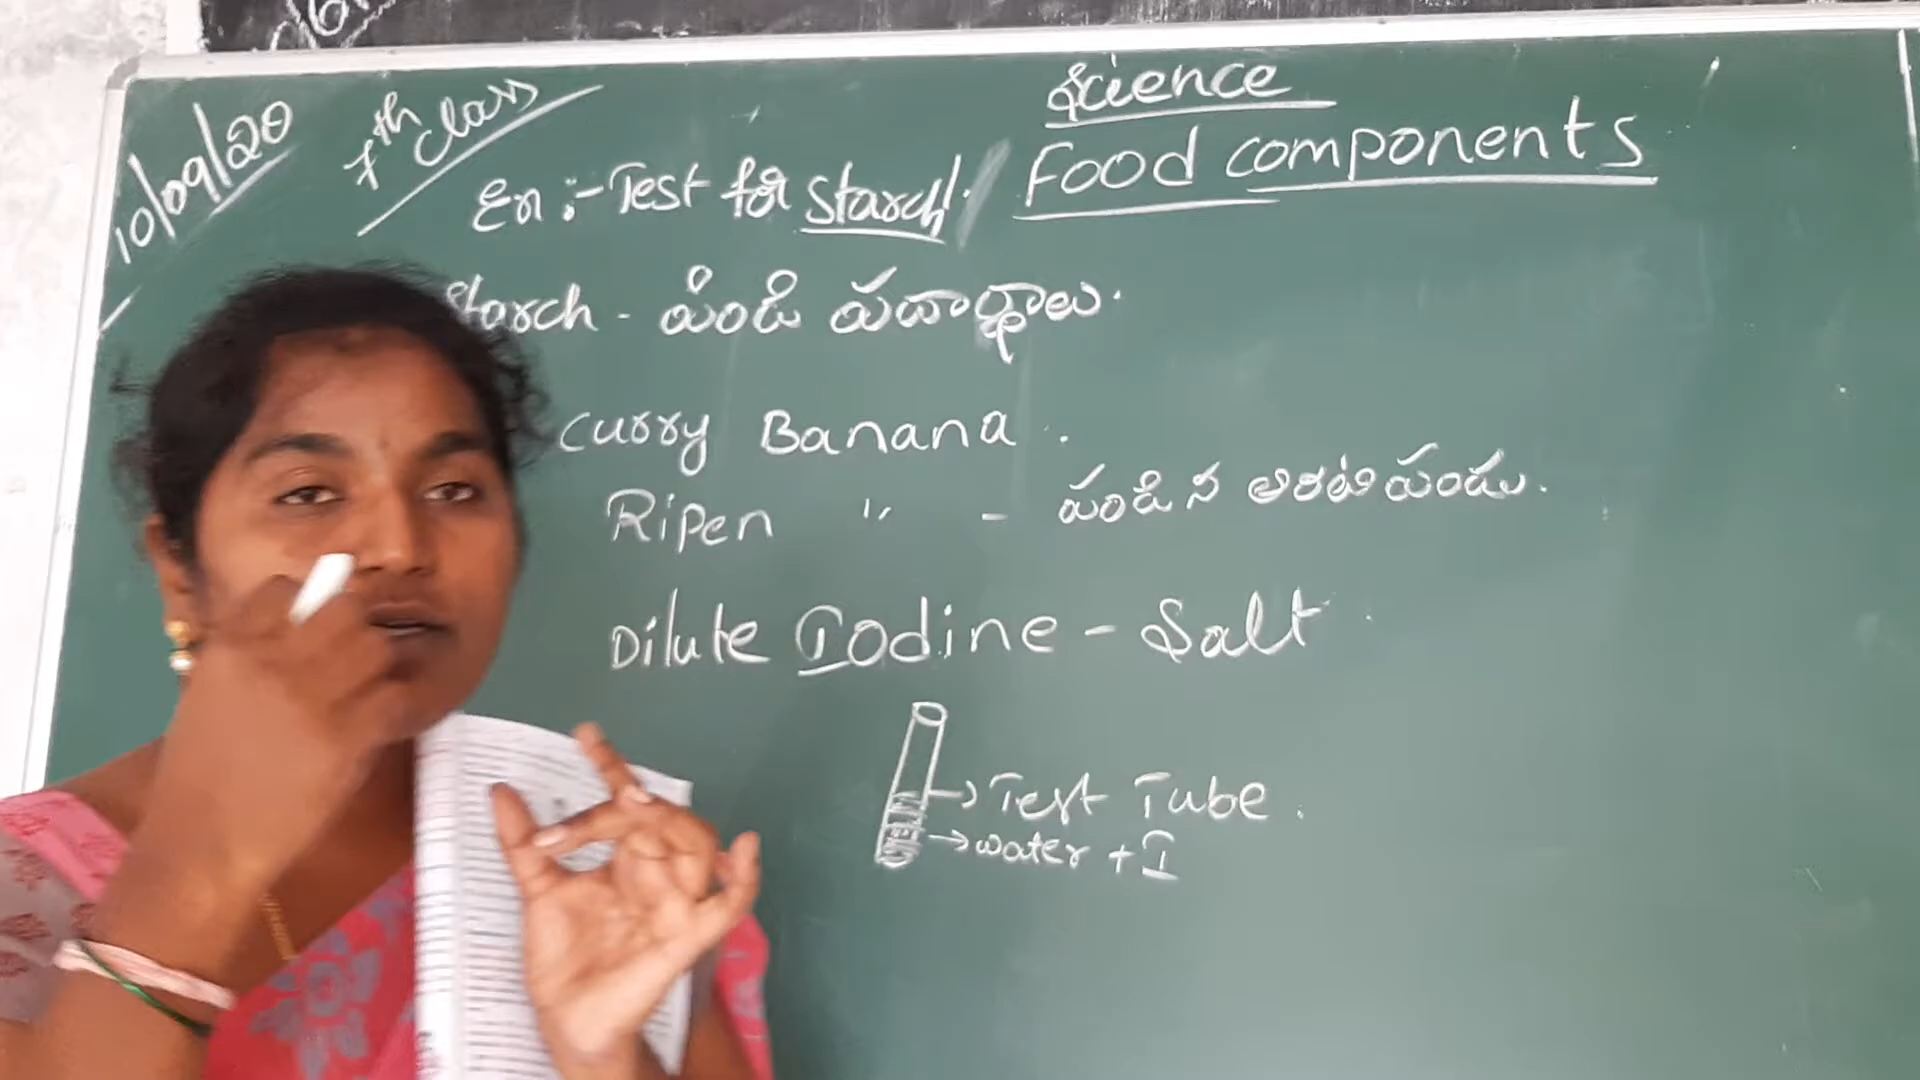 10/09/20
7th class
Science
Food components
En :- Test for Starch.
Starch - పిండి పదార్థాలు.
Curry Banana.
Ripen " - పండిన అరటిపండు.
Dilute Iodine - Salt.
→ Test Tube.
→ water + I